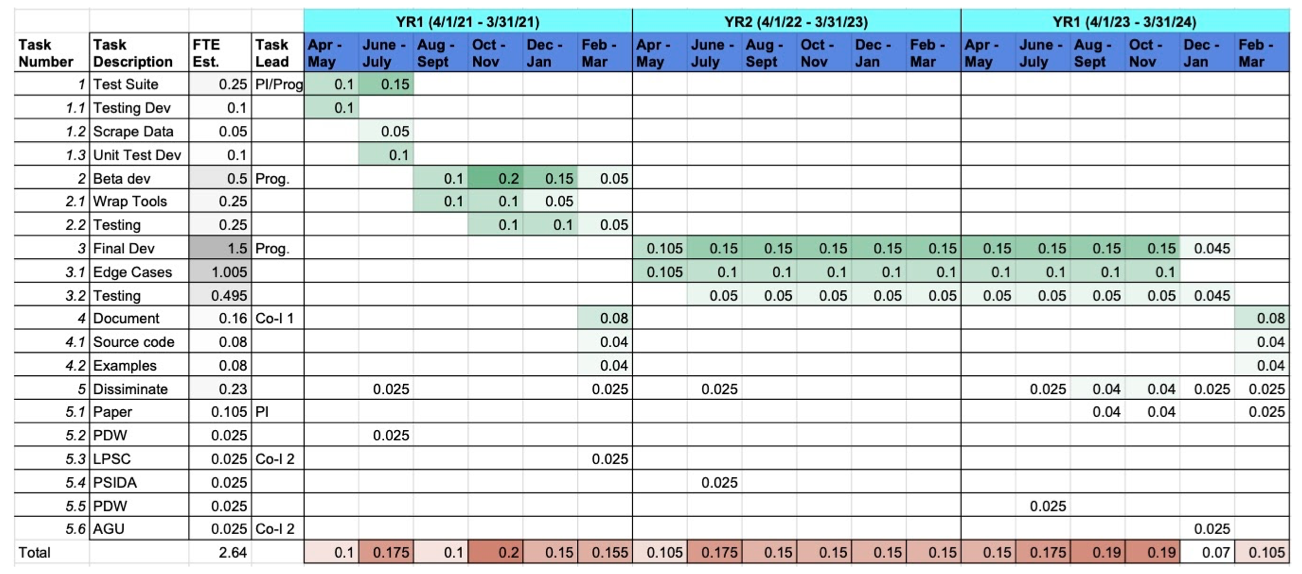 YR1 (4/1/21 - 3/31/21) YR2 (4/1/22 - 3/31/23) YR1 (4/1/23 - 3/31/24)
Task Number Task Description FTE Est. Task Lead Apr - May June - July Aug - Sept Oct - Nov Dec - Jan Feb - Mar Apr - May June - July Aug - Sept Oct - Nov Dec - Jan Feb - Mar Apr - May June - July Aug - Sept Oct - Nov Dec - Jan Feb - Mar
1 Test Suite 0.25 PI/Prog 0.1 0.15
1.1 Testing Dev 0.1 0.1
1.2 Scrape Data 0.05 0.05
1.3 Unit Test Dev 0.1 0.1
2 Beta dev 0.5 Prog. 0.1 0.2 0.15 0.05
2.1 Wrap Tools 0.25 0.1 0.1 0.05
2.2 Testing 0.25 0.1 0.1 0.05
3 Final Dev 1.5 Prog. 0.105 0.15 0.15 0.15 0.15 0.15 0.15 0.15 0.15 0.15 0.045
3.1 Edge Cases 1.005 0.105 0.1 0.1 0.1 0.1 0.1 0.1 0.1 0.1 0.1
3.2 Testing 0.495 0.05 0.05 0.05 0.05 0.05 0.05 0.05 0.05 0.05 0.045
4 Document 0.16 Co-I 1 0.08 0.08
4.1 Source code 0.08 0.04 0.04
4.2 Examples 0.08 0.04 0.04
5 Dissiminate 0.23 0.025 0.025 0.025 0.025 0.04 0.04 0.025 0.025
5.1 Paper 0.105 PI 0.04 0.04 0.025
5.2 PDW 0.025 0.025
5.3 LPSC 0.025 Co-I 2 0.025
5.4 PSIDA 0.025 0.025
5.5 PDW 0.025 0.025
5.6 AGU 0.025 Co-I 2 0.025
Total 2.64 0.1 0.175 0.1 0.2 0.15 0.155 0.105 0.175 0.15 0.15 0.15 0.15 0.15 0.175 0.19 0.19 0.07 0.105